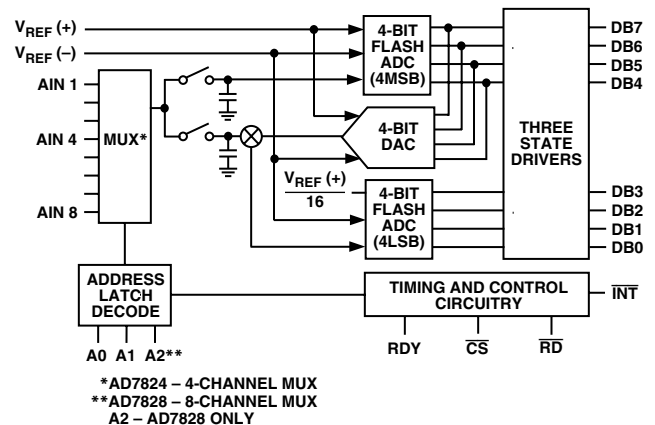 VREF (+)
VREF (–)
AIN 1
AIN 4
AIN 8
MUX*
4-BIT
FLASH
ADC
(4MSB)
4-BIT
DAC
VREF (+)
16
4-BIT
FLASH
ADC
(4LSB)
THREE
STATE
DRIVERS
DB7
DB6
DB5
DB4
DB3
DB2
DB1
DB0
ADDRESS
LATCH
DECODE
TIMING AND CONTROL
CIRCUITRY
INT
A0 A1 A2**
RDY CS RD
*AD7824 – 4-CHANNEL MUX
**AD7828 – 8-CHANNEL MUX
A2 – AD7828 ONLY